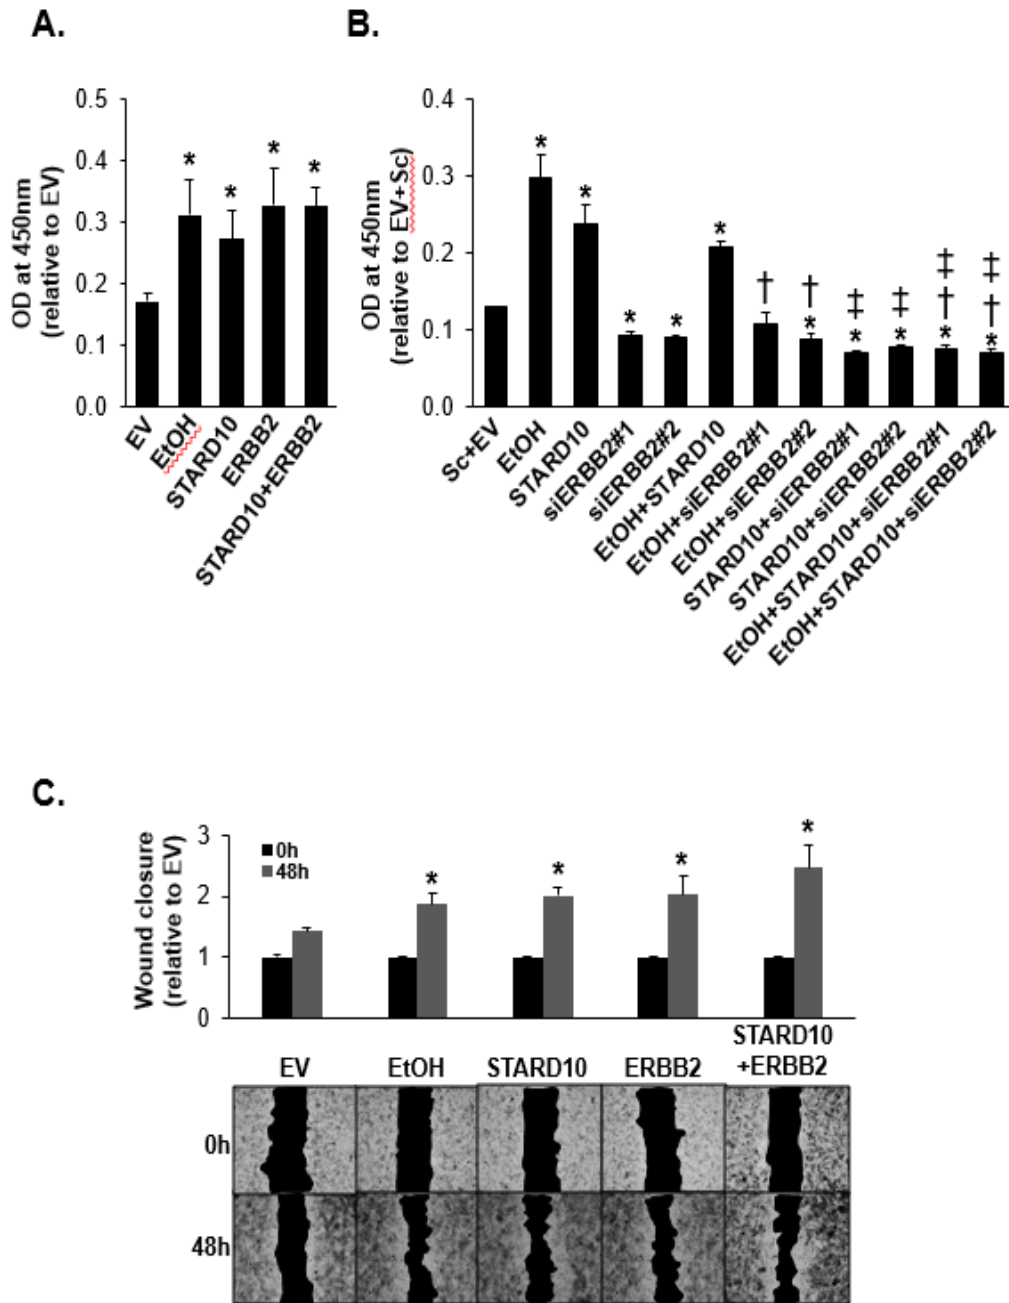 A.
B.
OD at 450nm
(relative to EV)
0.5
0.4
0.3
0.2
0.1
0.0
* * * *
EV
EtOH
STARD10
ERBB2
STARD10+ERBB2
OD at 450nm
(relative to EV+Sc)
0.4
0.3
0.2
0.1
0.0
* * * * * † † * ‡ * ‡ * ‡ † * ‡ † *
Sc+EV
EtOH
STARD10
siERBB2#1
siERBB2#2
EtOH+STARD10
EtOH+siERBB2#1
EtOH+siERBB2#2
STARD10+siERBB2#1
STARD10+siERBB2#2
EtOH+STARD10+siERBB2#1
EtOH+STARD10+siERBB2#2
C.
Wound closure
(relative to EV)
3
2
1
0
0h
48h
* * * *
EV EtOH STARD10 ERBB2 STARD10
+ERBB2
0h
48h